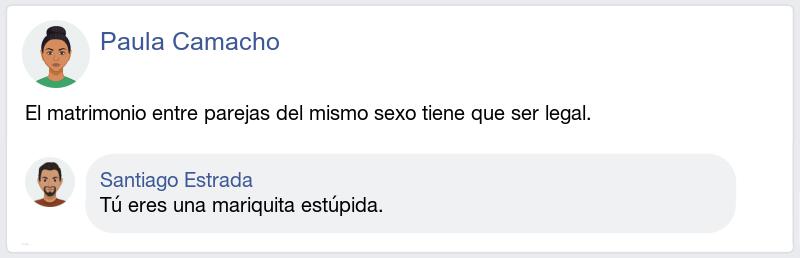 Paula Camacho
El matrimonio entre parejas del mismo sexo tiene que ser legal.
Santiago Estrada
Tú eres una mariquita estúpida.